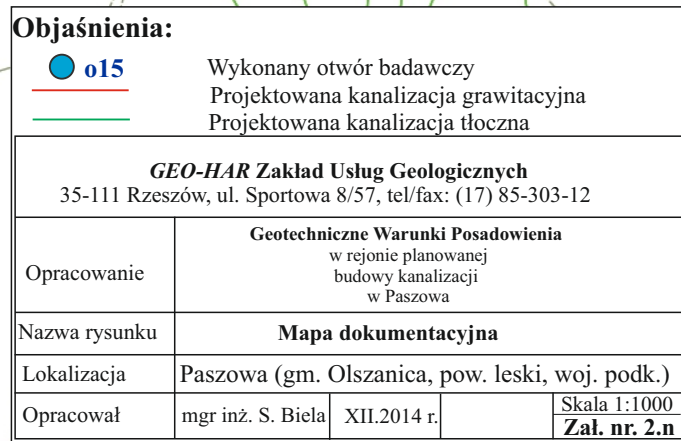 Objaśnienia:
o15 Wykonany otwór badawczy
Projektowana kanalizacja grawitacyjna
Projektowana kanalizacja tłoczna
GEO-HAR Zakład Usług Geologicznych
35-111 Rzeszów, ul. Sportowa 8/57, tel/fax: (17) 85-303-12
Opracowanie
Geotechniczne Warunki Posadowienia
w rejonie planowanej
budowy kanalizacji
w Paszowa
Nazwa rysunku Mapa dokumentacyjna
Lokalizacja Paszowa (gm. Olszanica, pow. leski, woj. podk.)
Opracował mgr inż. S. Biela XII.2014 r. Skala 1:1000
Zał. nr. 2.n